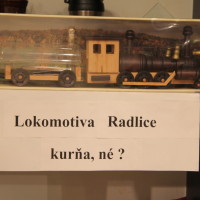 Lokomotiva Radlice
kurňa, né ?